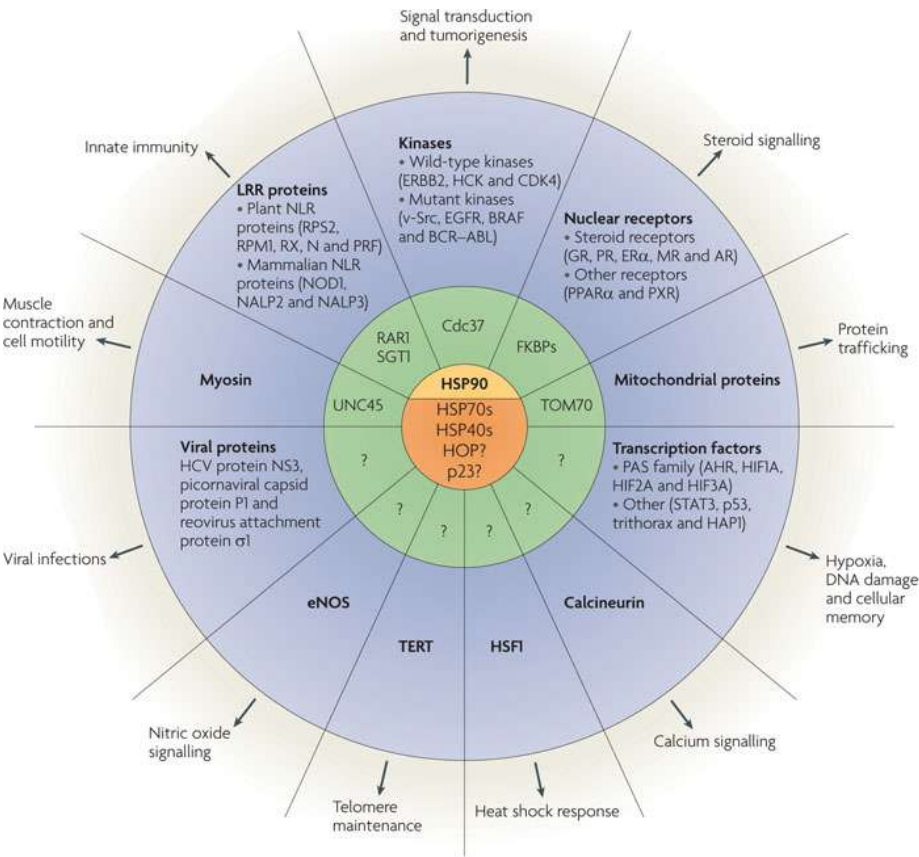 Signal transduction
and tumorigenesis
Innate immunity
Steroid signalling
Kinases
• Wild-type kinases
(ERBB2, HCK and CDK4)
• Mutant kinases
(v-Src, EGFR, BRAF
and BCR–ABL)
LRR proteins
• Plant NLR
proteins (RPS2,
RPM1, RX, N and PRF)
• Mammalian NLR
proteins (NOD1,
NALP2 and NALP3)
Nuclear receptors
• Steroid receptors
(GR, PR, ERα, MR and AR)
• Other receptors
(PPARα and PXR)
Muscle
contraction and
cell motility
Protein
trafficking
Cdc37
RAR1
SGT1
FKBPs
Myosin
UNC45
HSP90
HSP70s
HSP40s
HOP?
p23?
TOM70
Mitochondrial proteins
Viral proteins
HCV protein NS3,
picornaviral capsid
protein P1 and
reovirus attachment
protein σ1
Transcription factors
• PAS family (AHR, HIF1A,
HIF2A and HIF3A)
• Other (STAT3, p53,
trithorax and HAP1)
?
?
?
?
?
?
Viral infections
Hypoxia,
DNA damage
and cellular
memory
eNOS
TERT
HSF1
Calcineurin
Nitric oxide
signalling
Telomere
maintenance
Heat shock response
Calcium signalling